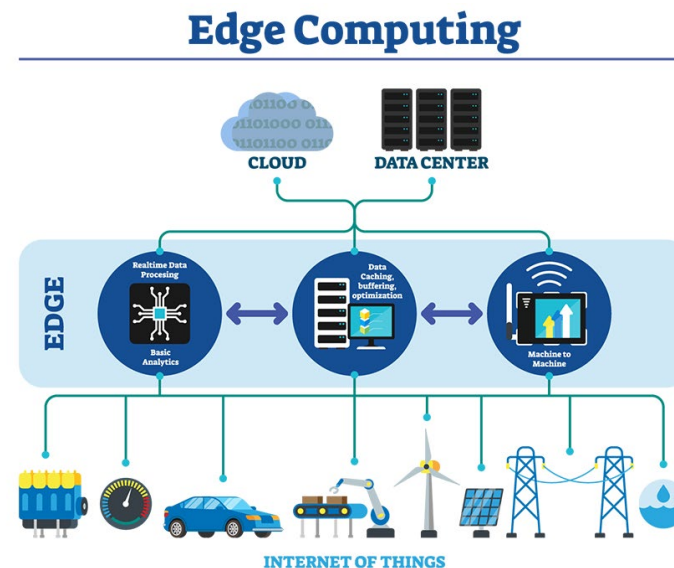 Edge Computing
CLOUD
DATA CENTER
EDGE
Realtime Data
Procesing
Basic
Analytics
Data
Caching,
buffering,
optimization
Machine to
Machine
INTERNET OF THINGS